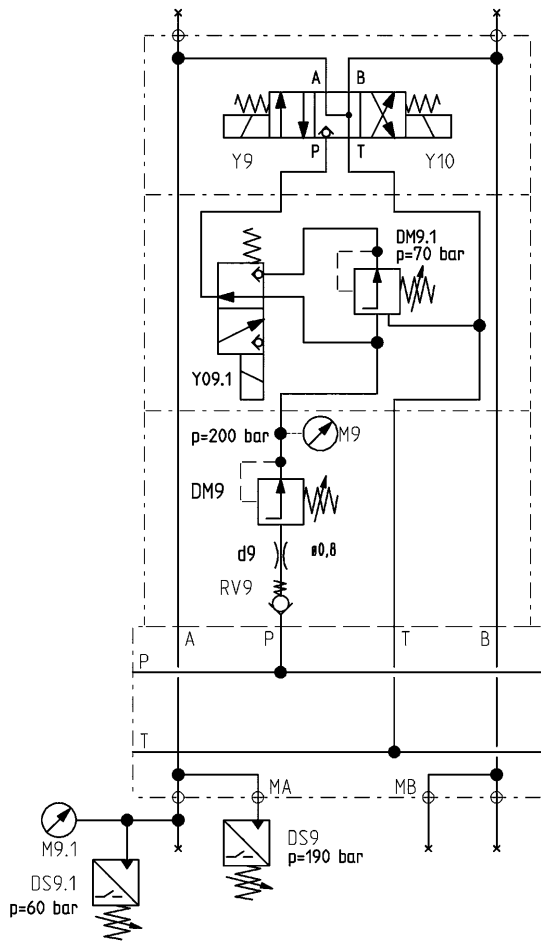 A B
Y9 P T Y10
DM9.1
p=70 bar
Y09.1
p=200 bar M9
DM9
d9 ø0,8
RV9
A P T B
P
T
MA MB
M9.1
DS9
p=190 bar
DS9.1
p=60 bar